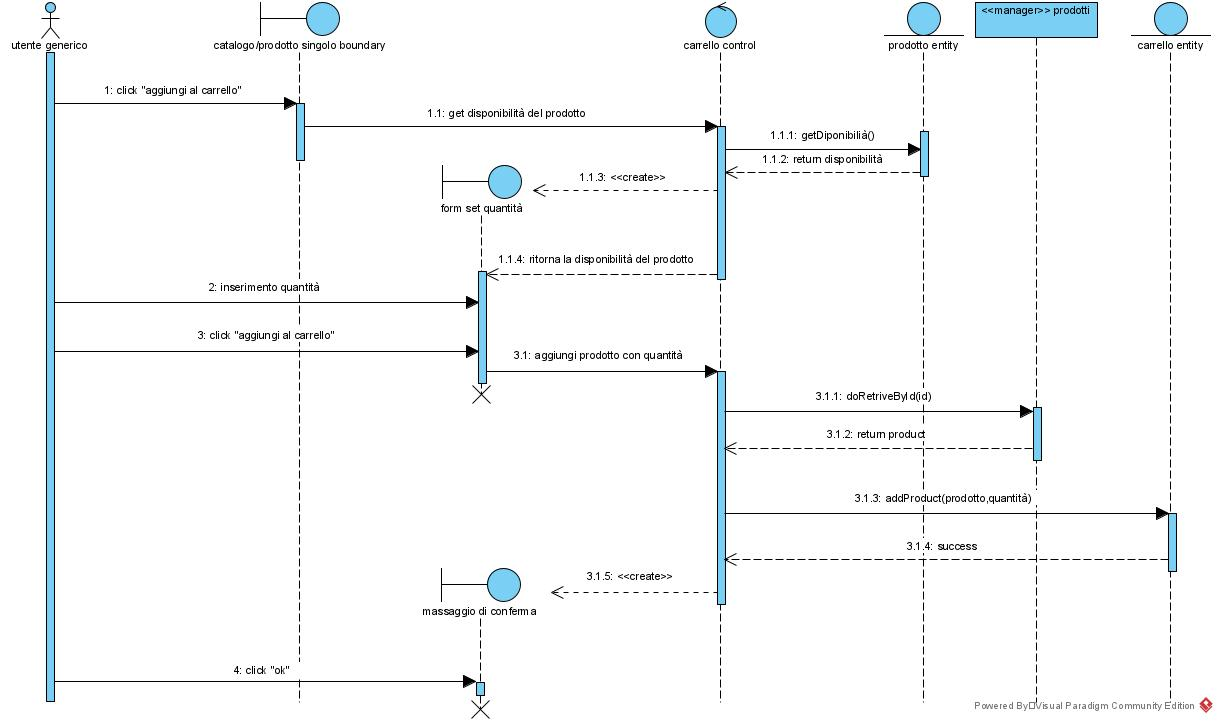 <<manager>> prodotti
utente generico
catalogo/prodotto singolo boundary
carrello control
prodotto entity
carrello entity
1: click "aggiungi al carrello"
1.1: get disponibilità del prodotto
1.1.1: getDiponibilià()
1.1.2: return disponibilità
1.1.3: <<create>>
form set quantità
1.1.4: ritorna la disponibilità del prodotto
2: inserimento quantità
3: click "aggiungi al carrello"
3.1: aggiungi prodotto con quantità
3.1.1: doRetriveById(id)
3.1.2: return product
3.1.3: addProduct(prodotto,quantità)
3.1.4: success
3.1.5: <<create>>
massaggio di conferma
4: click "ok"
Powered By Visual Paradigm Community Edition